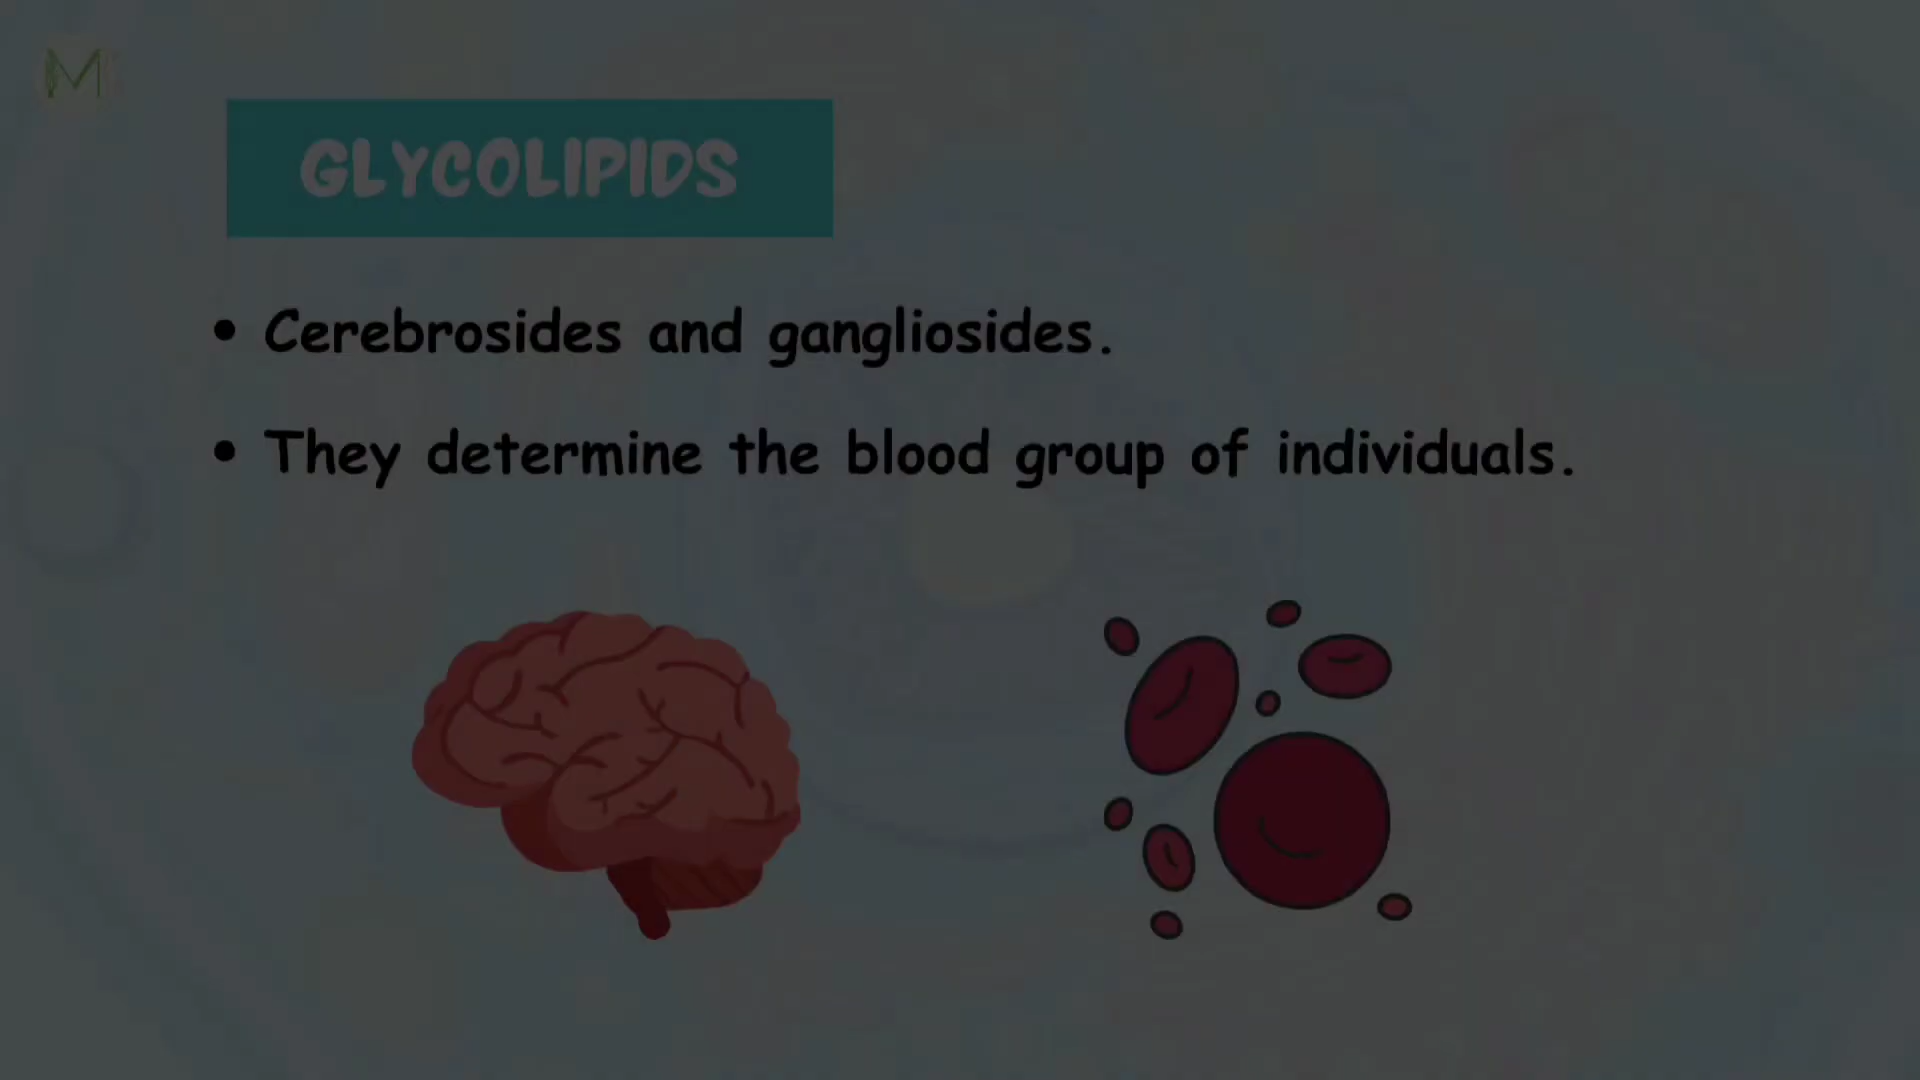 M
GLYCOLIPIDS
• Cerebrosides and gangliosides.
• They determine the blood group of individuals.